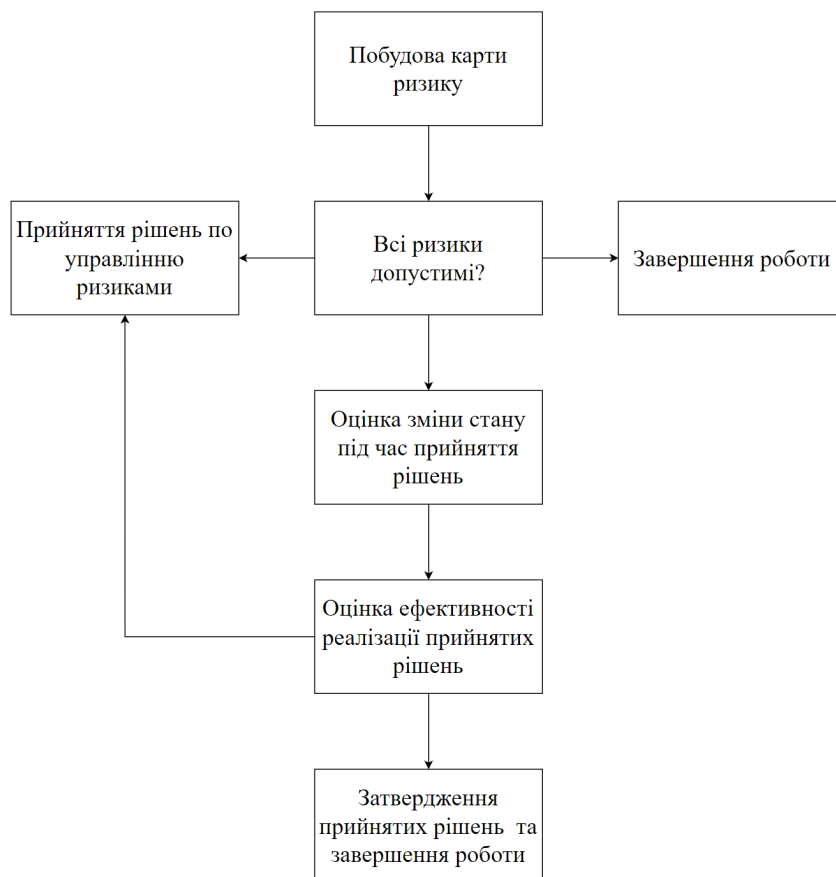 Побудова карти
ризику
Прийняття рішень по
управлінню
ризиками
Всі ризики
допустимі?
Завершення роботи
Оцінка зміни стану
під час прийняття
рішень
Оцінка ефективності
реалізації прийнятих
рішень
Затвердження
прийнятих рішень  та
завершення роботи